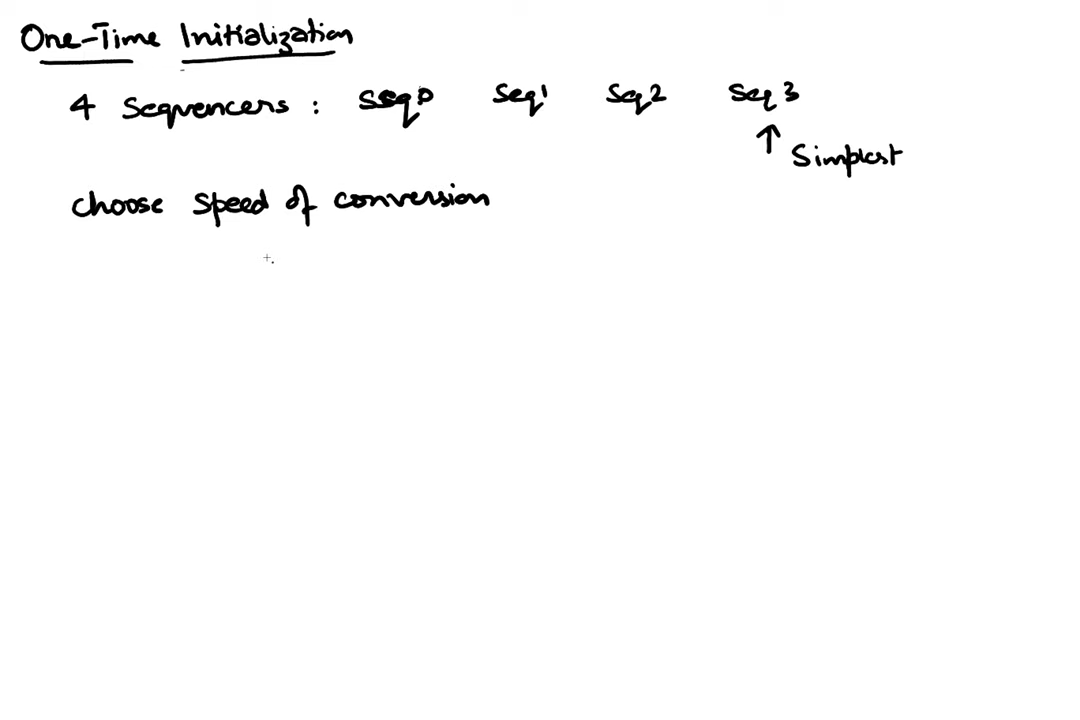 One-Time Initialization
4 Sequencers : Seq0 Seq1 Seq2 Seq3
↑ Simplest
choose speed of conversion